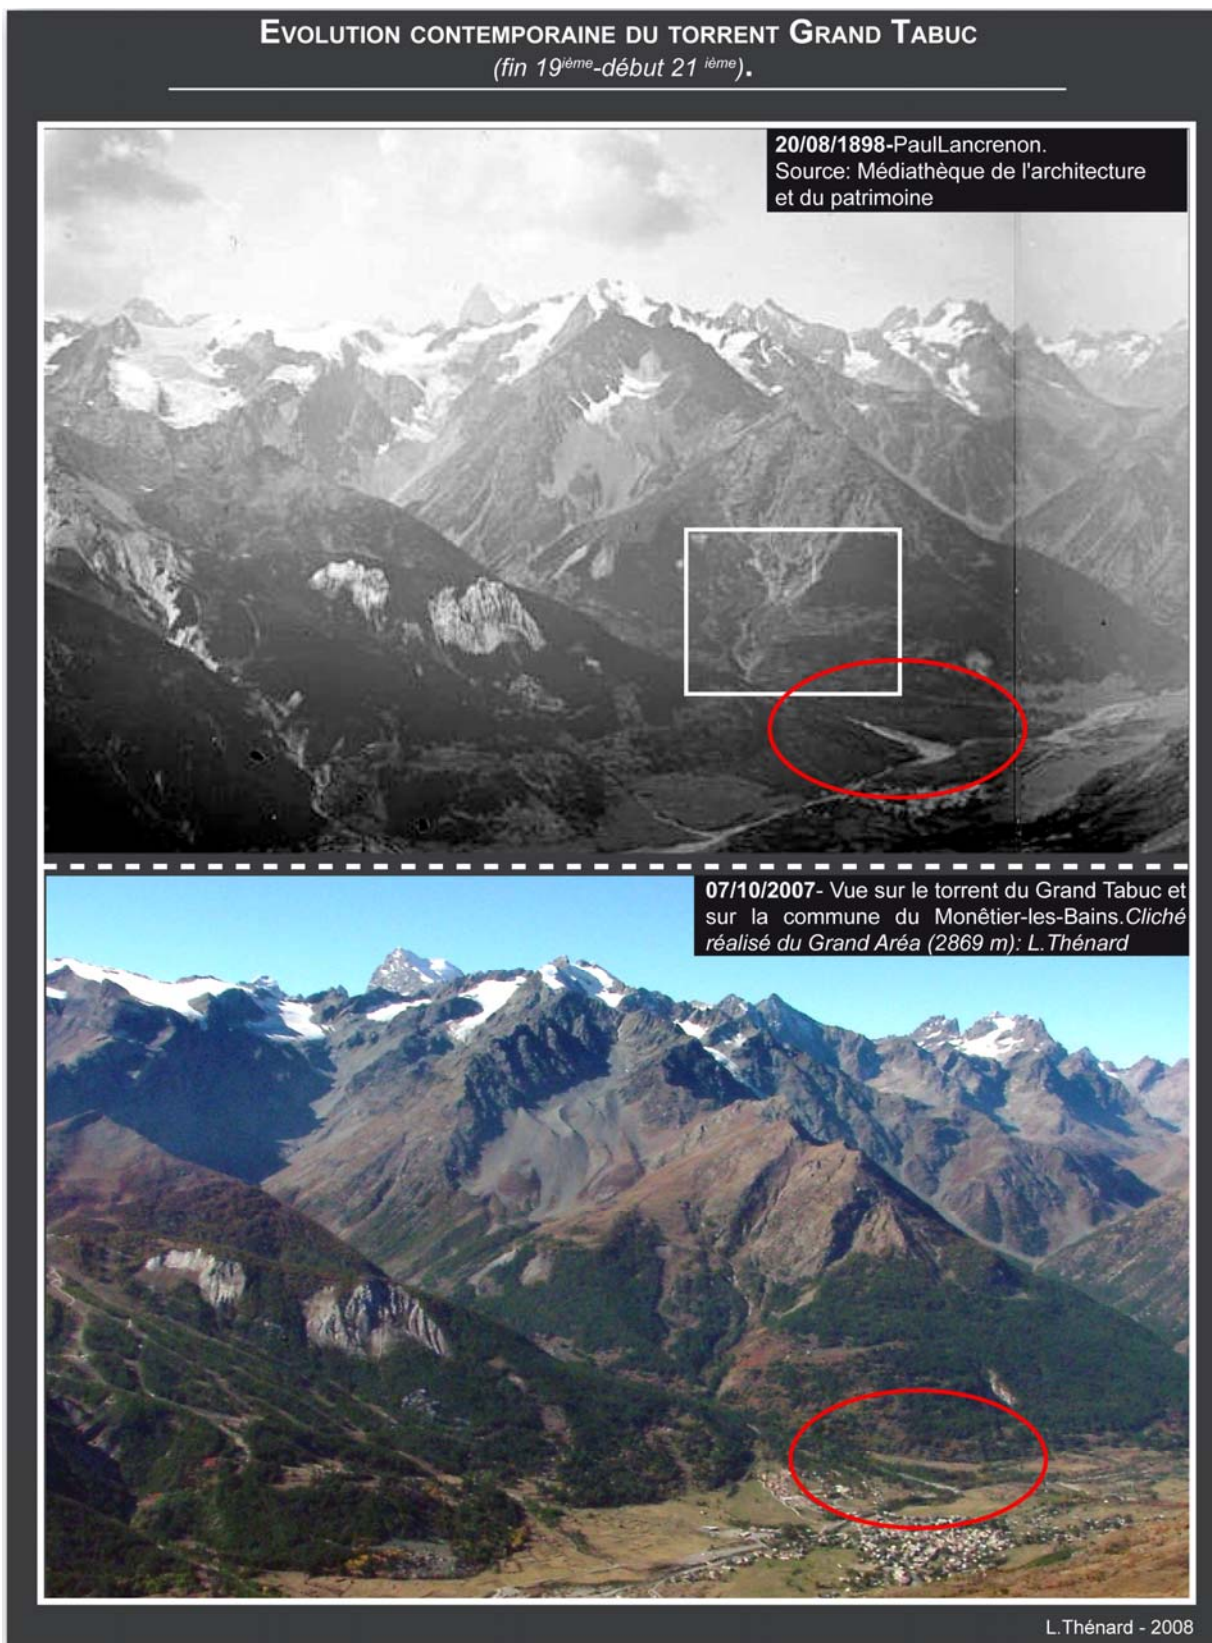 EVOLUTION CONTEMPORAINE DU TORRENT GRAND TABUC
(fin 19ième-début 21 ième).
20/08/1898-PaulLancrenon.
Source: Médiathèque de l'architecture
et du patrimoine
07/10/2007- Vue sur le torrent du Grand Tabuc et
sur la commune du Monêtier-les-Bains.Cliché
réalisé du Grand Aréa (2869 m): L.Thénard
L.Thénard - 2008